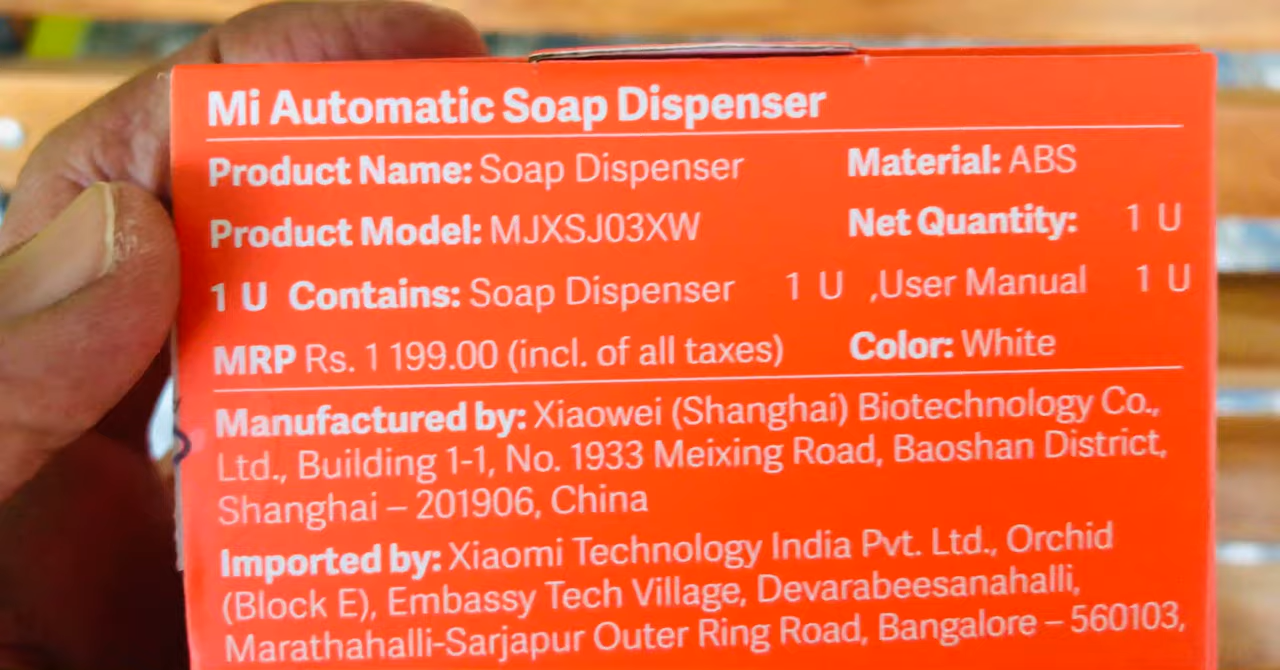 Mi Automatic Soap Dispenser
Product Name: Soap Dispenser Material: ABS
Product Model: MJXSJ03XW Net Quantity: 1 U
1 U Contains: Soap Dispenser 1 U ,User Manual 1 U
MRP Rs. 1 199.00 (incl. of all taxes) Color: White
Manufactured by: Xiaowei (Shanghai) Biotechnology Co.,
Ltd., Building 1-1, No. 1933 Meixing Road, Baoshan District,
Shanghai – 201906, China
Imported by: Xiaomi Technology India Pvt. Ltd., Orchid
(Block E), Embassy Tech Village, Devarabeesanahalli,
Marathahalli-Sarjapur Outer Ring Road, Bangalore – 560103,